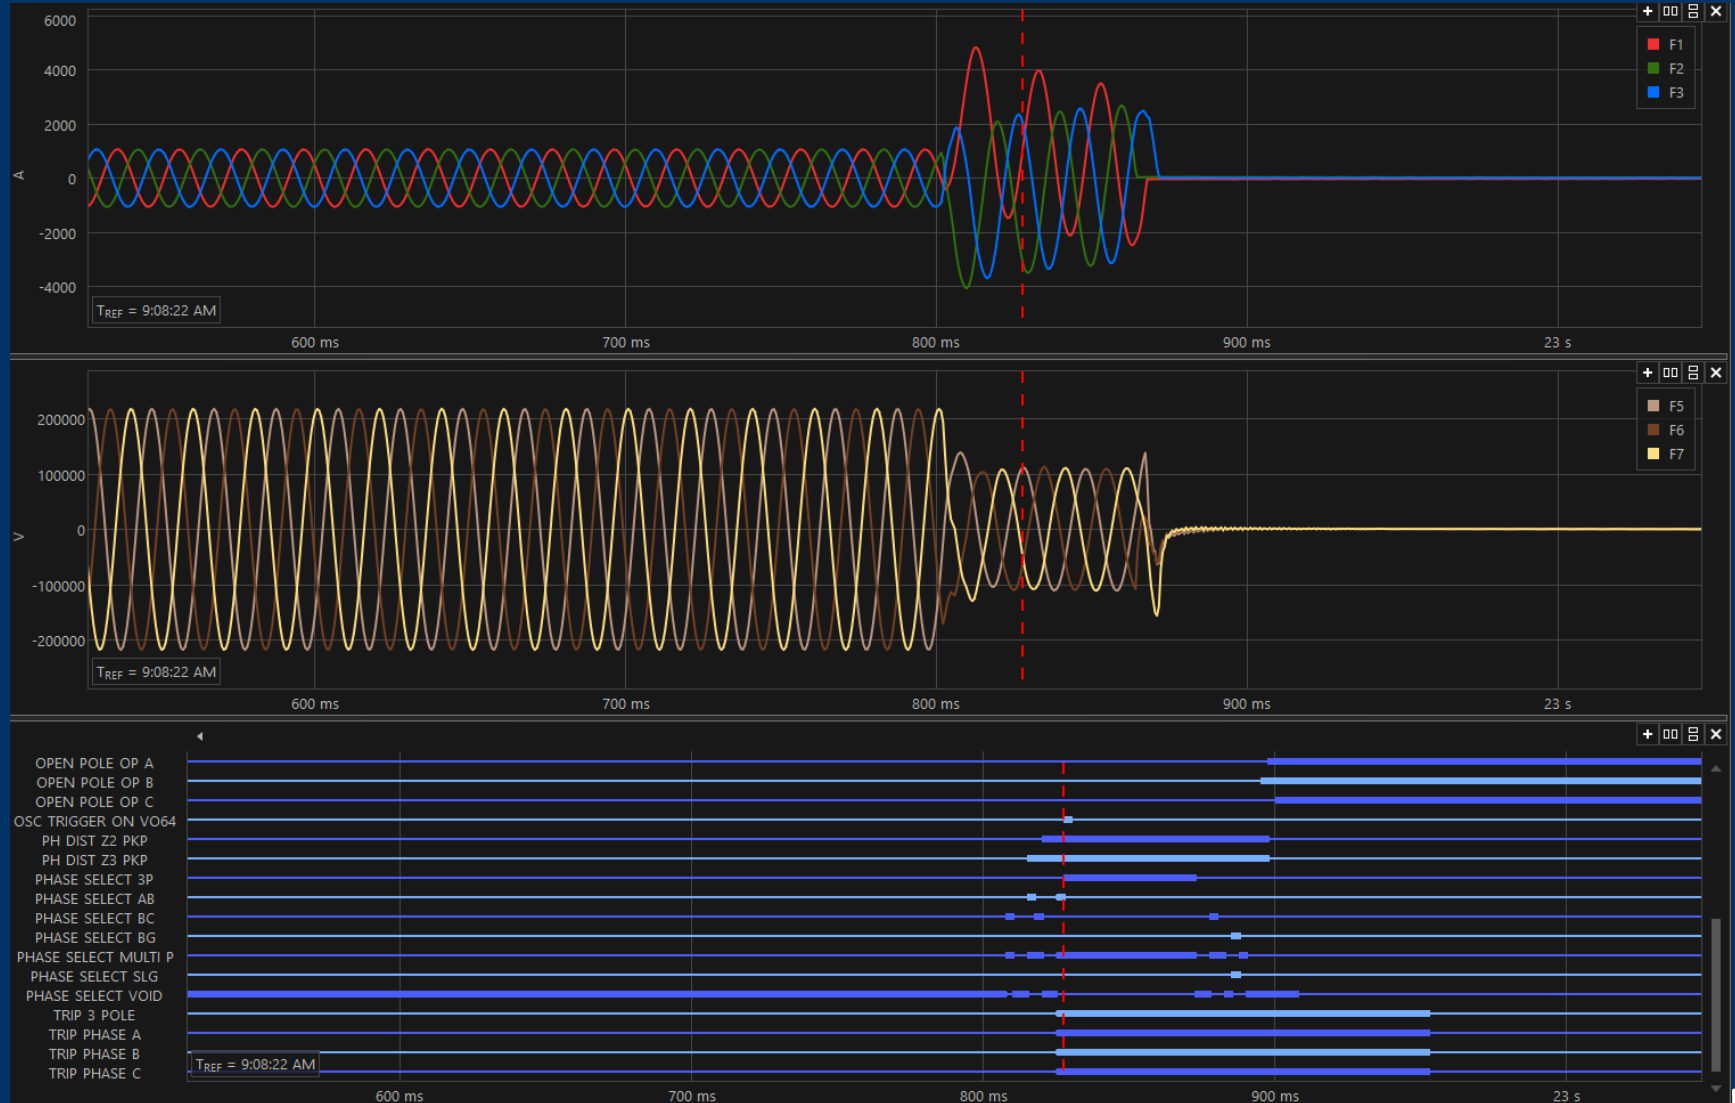 6000
4000
2000
0
-2000
-4000
A
F1
F2
F3
TREF = 9:08:22 AM
600 ms 700 ms 800 ms 900 ms 23 s
200000
100000
0
-100000
-200000
V
F5
F6
F7
TREF = 9:08:22 AM
600 ms 700 ms 800 ms 900 ms 23 s
OPEN POLE OP A
OPEN POLE OP B
OPEN POLE OP C
OSC TRIGGER ON VO64
PH DIST Z2 PKP
PH DIST Z3 PKP
PHASE SELECT 3P
PHASE SELECT AB
PHASE SELECT BC
PHASE SELECT BG
PHASE SELECT MULTI P
PHASE SELECT SLG
PHASE SELECT VOID
TRIP 3 POLE
TRIP PHASE A
TRIP PHASE B
TRIP PHASE C
TREF = 9:08:22 AM
600 ms 700 ms 800 ms 900 ms 23 s